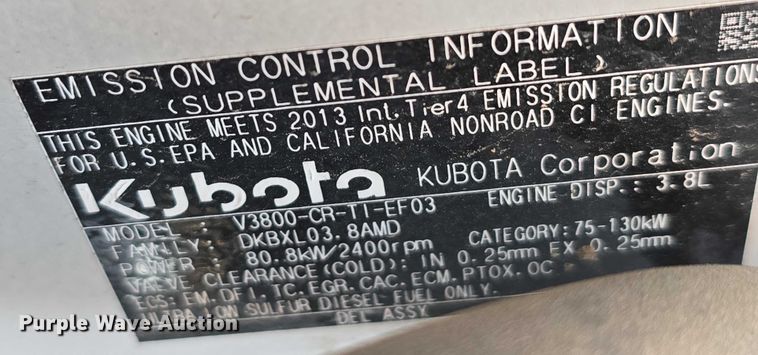 EMISSION CONTROL INFORMATION
(SUPPLEMENTAL LABEL)
THIS ENGINE MEETS 2013 Int. Tier4 EMISSION REGULATIONS
FOR U.S.EPA AND CALIFORNIA NONROAD CI ENGINES.
Kubota KUBOTA Corporation
MODEL: V3800-CR-TI-EF03 ENGINE DISP.: 3.8L
FAMILY: DKBXL03.8AMD CATEGORY: 75-130kW
POWER: 80.8kW/2400rpm
VALVE CLEARANCE(COLD): IN 0.25mm EX 0.25mm
ECS: EM, DFI, TC, EGR, CAC, ECM, PTOX, OC
SULFUR DIESEL FUEL ONLY.
DEL ASSY
Purple Wave Auction